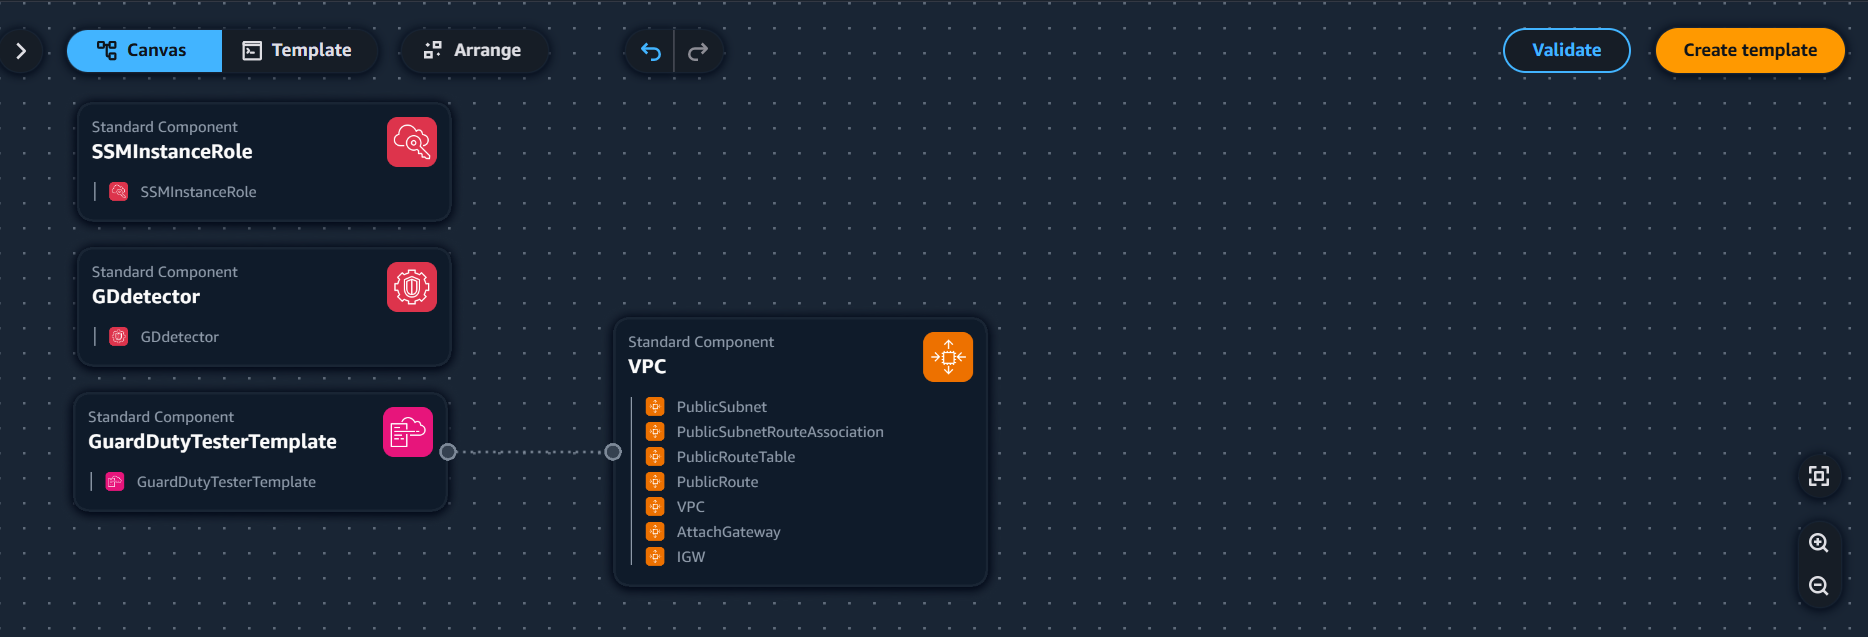 Canvas
Template
Arrange
Validate
Create template
Standard Component
SSMInstanceRole
SSMInstanceRole
Standard Component
GDdetector
GDdetector
Standard Component
GuardDutyTesterTemplate
GuardDutyTesterTemplate
Standard Component
VPC
PublicSubnet
PublicSubnetRouteAssociation
PublicRouteTable
PublicRoute
VPC
AttachGateway
IGW